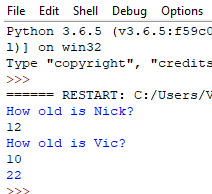 File Edit Shell Debug Options
Python 3.6.5 (v3.6.5:f59c0
1)] on win32
Type "copyright", "credits
>>>
====== RESTART: C:/Users/V
How old is Nick?
12
How old is Vic?
10
22
>>>